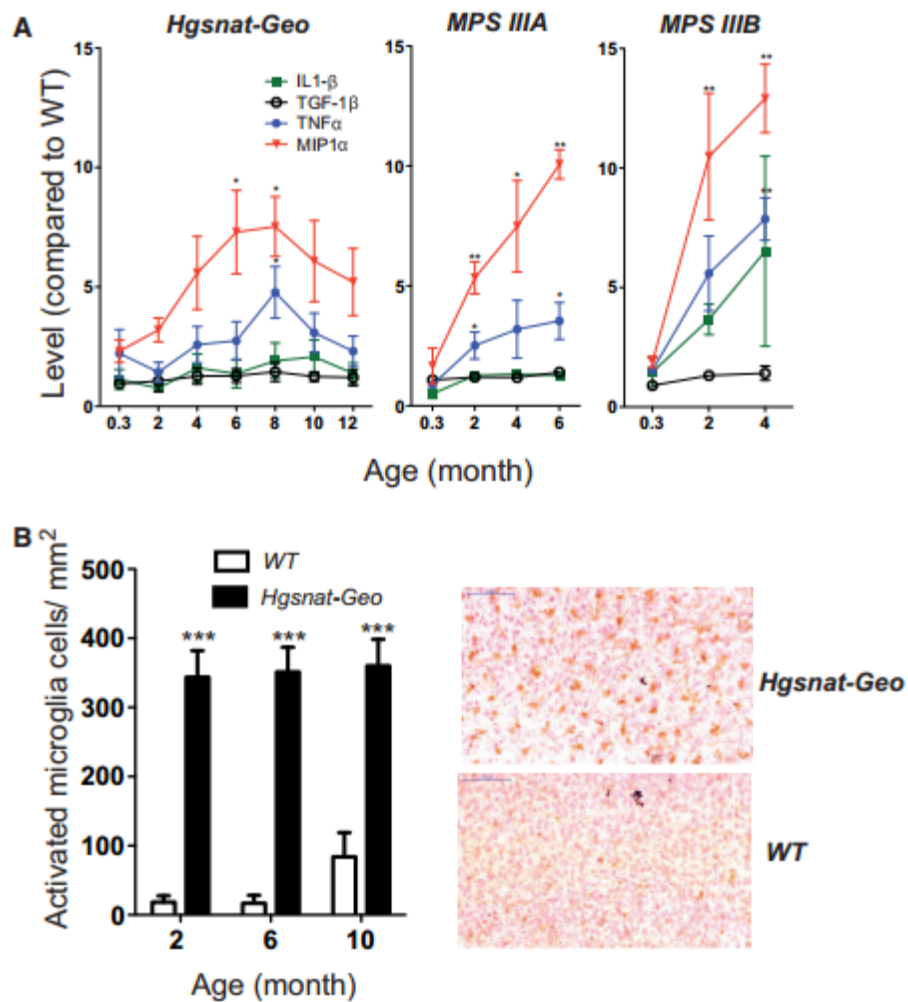 A
Hgsnat-Geo
MPS IIIA
MPS IIIB
Level (compared to WT)
15
10
5
0
IL1-β
TGF-1β
TNFα
MIP1α
*
*
*
0.3 2 4 6 8 10 12
15
10
5
0
**
*
**
*
*
0.3 2 4 6
15
10
5
0
**
**
**
0.3 2 4
Age (month)
B
Activated microglia cells/ mm²
500
400
300
200
100
0
WT
Hgsnat-Geo
*** *** ***
2 6 10
Age (month)
Hgsnat-Geo
WT